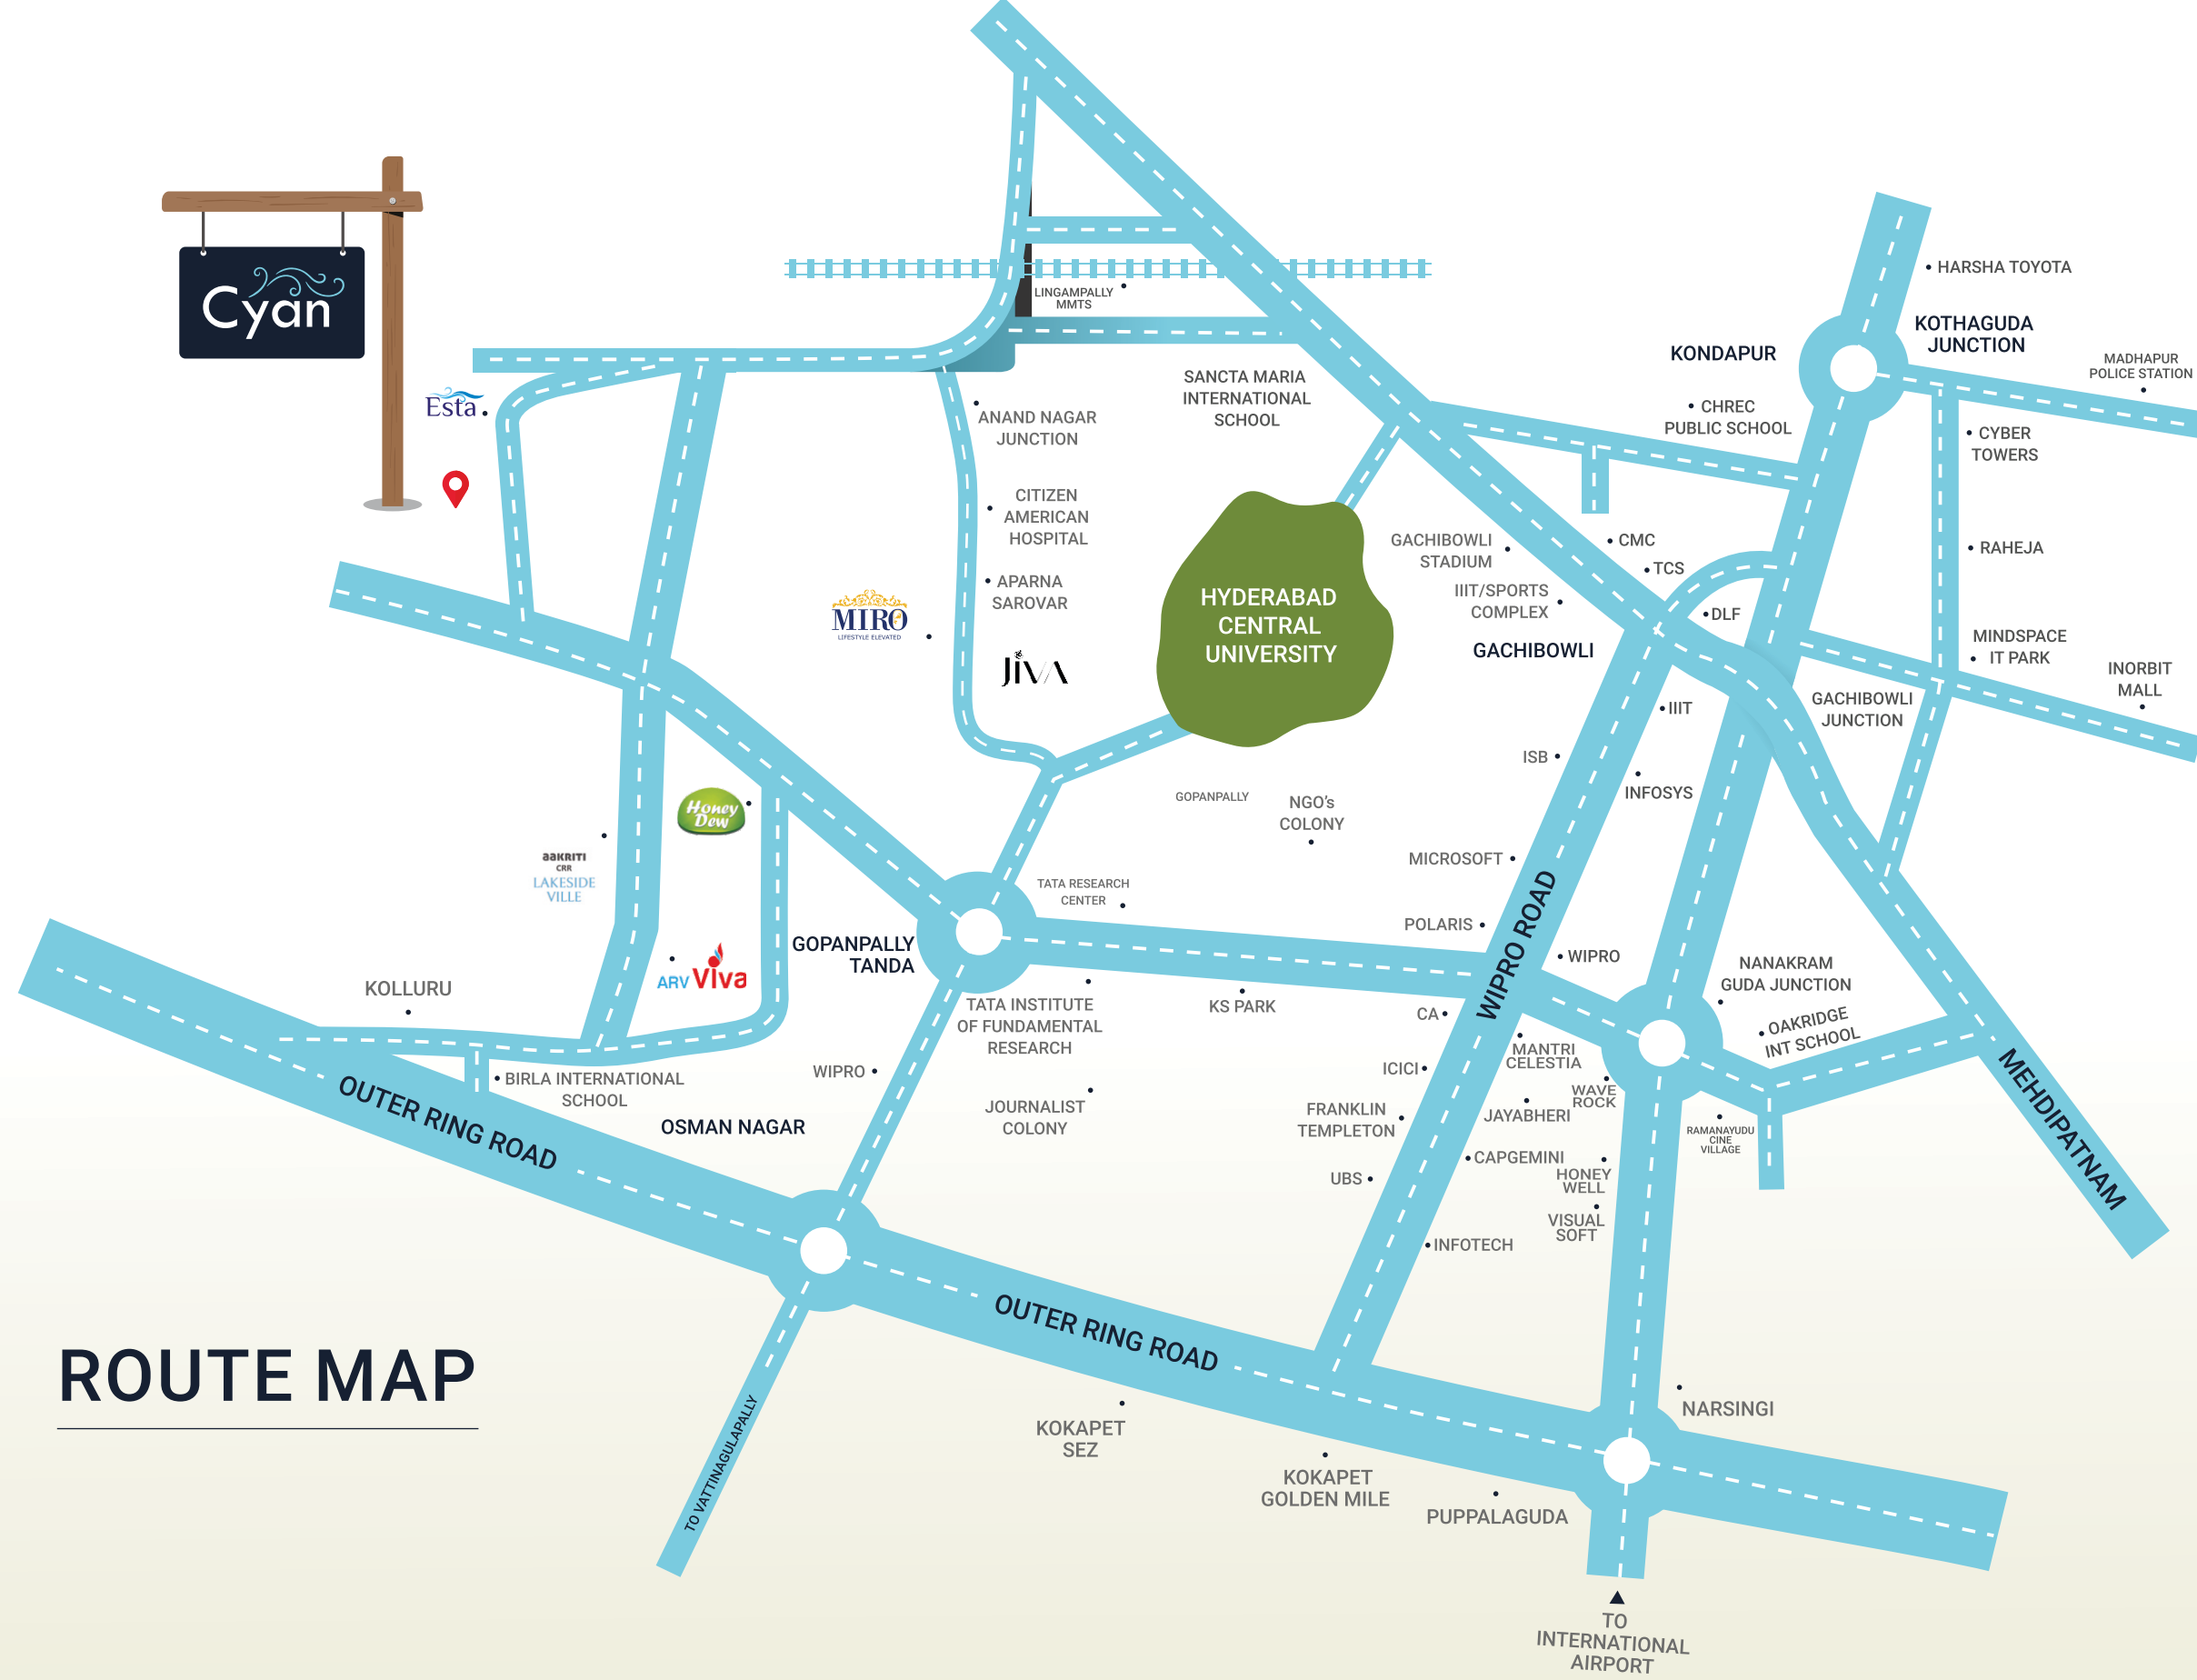 Cyan
Esta
LINGAMPALLY
MMTS
HARSHA TOYOTA
KOTHAGUDA
JUNCTION
KONDAPUR
MADHAPUR
POLICE STATION
SANCTA MARIA
INTERNATIONAL
SCHOOL
CHREC
PUBLIC SCHOOL
ANAND NAGAR
JUNCTION
CYBER
TOWERS
CITIZEN
AMERICAN
HOSPITAL
GACHIBOWLI
STADIUM
CMC
RAHEJA
TCS
APARNA
SAROVAR
IIIT/SPORTS
COMPLEX
HYDERABAD
CENTRAL
UNIVERSITY
MIRO
LIFESTYLE ELEVATED
DLF
JIVA
GACHIBOWLI
MINDSPACE
IT PARK
INORBIT
MALL
IIIT
GACHIBOWLI
JUNCTION
ISB
INFOSYS
GOPANPALLY
NGO's
COLONY
Honey
Dew
MICROSOFT
aaKRITI
CRR
LAKESIDE
VILLE
TATA RESEARCH
CENTER
POLARIS
WIPRO ROAD
WIPRO
GOPANPALLY
TANDA
ARV Viva
NANAKRAM
GUDA JUNCTION
KOLLURU
TATA INSTITUTE
OF FUNDAMENTAL
RESEARCH
KS PARK
CA
OAKRIDGE
INT SCHOOL
MANTRI
CELESTIA
WIPRO
ICICI
BIRLA INTERNATIONAL
SCHOOL
WAVE
ROCK
MEHDIPATNAM
OUTER RING ROAD
OSMAN NAGAR
JOURNALIST
COLONY
FRANKLIN
TEMPLETON
JAYABHERI
RAMANAYUDU
CINE
VILLAGE
CAPGEMINI
UBS
HONEY
WELL
VISUAL
SOFT
INFOTECH
OUTER RING ROAD
ROUTE MAP
TO VATTINAGULAPALLY
NARSINGI
KOKAPET
SEZ
KOKAPET
GOLDEN MILE
PUPPALAGUDA
TO
INTERNATIONAL
AIRPORT